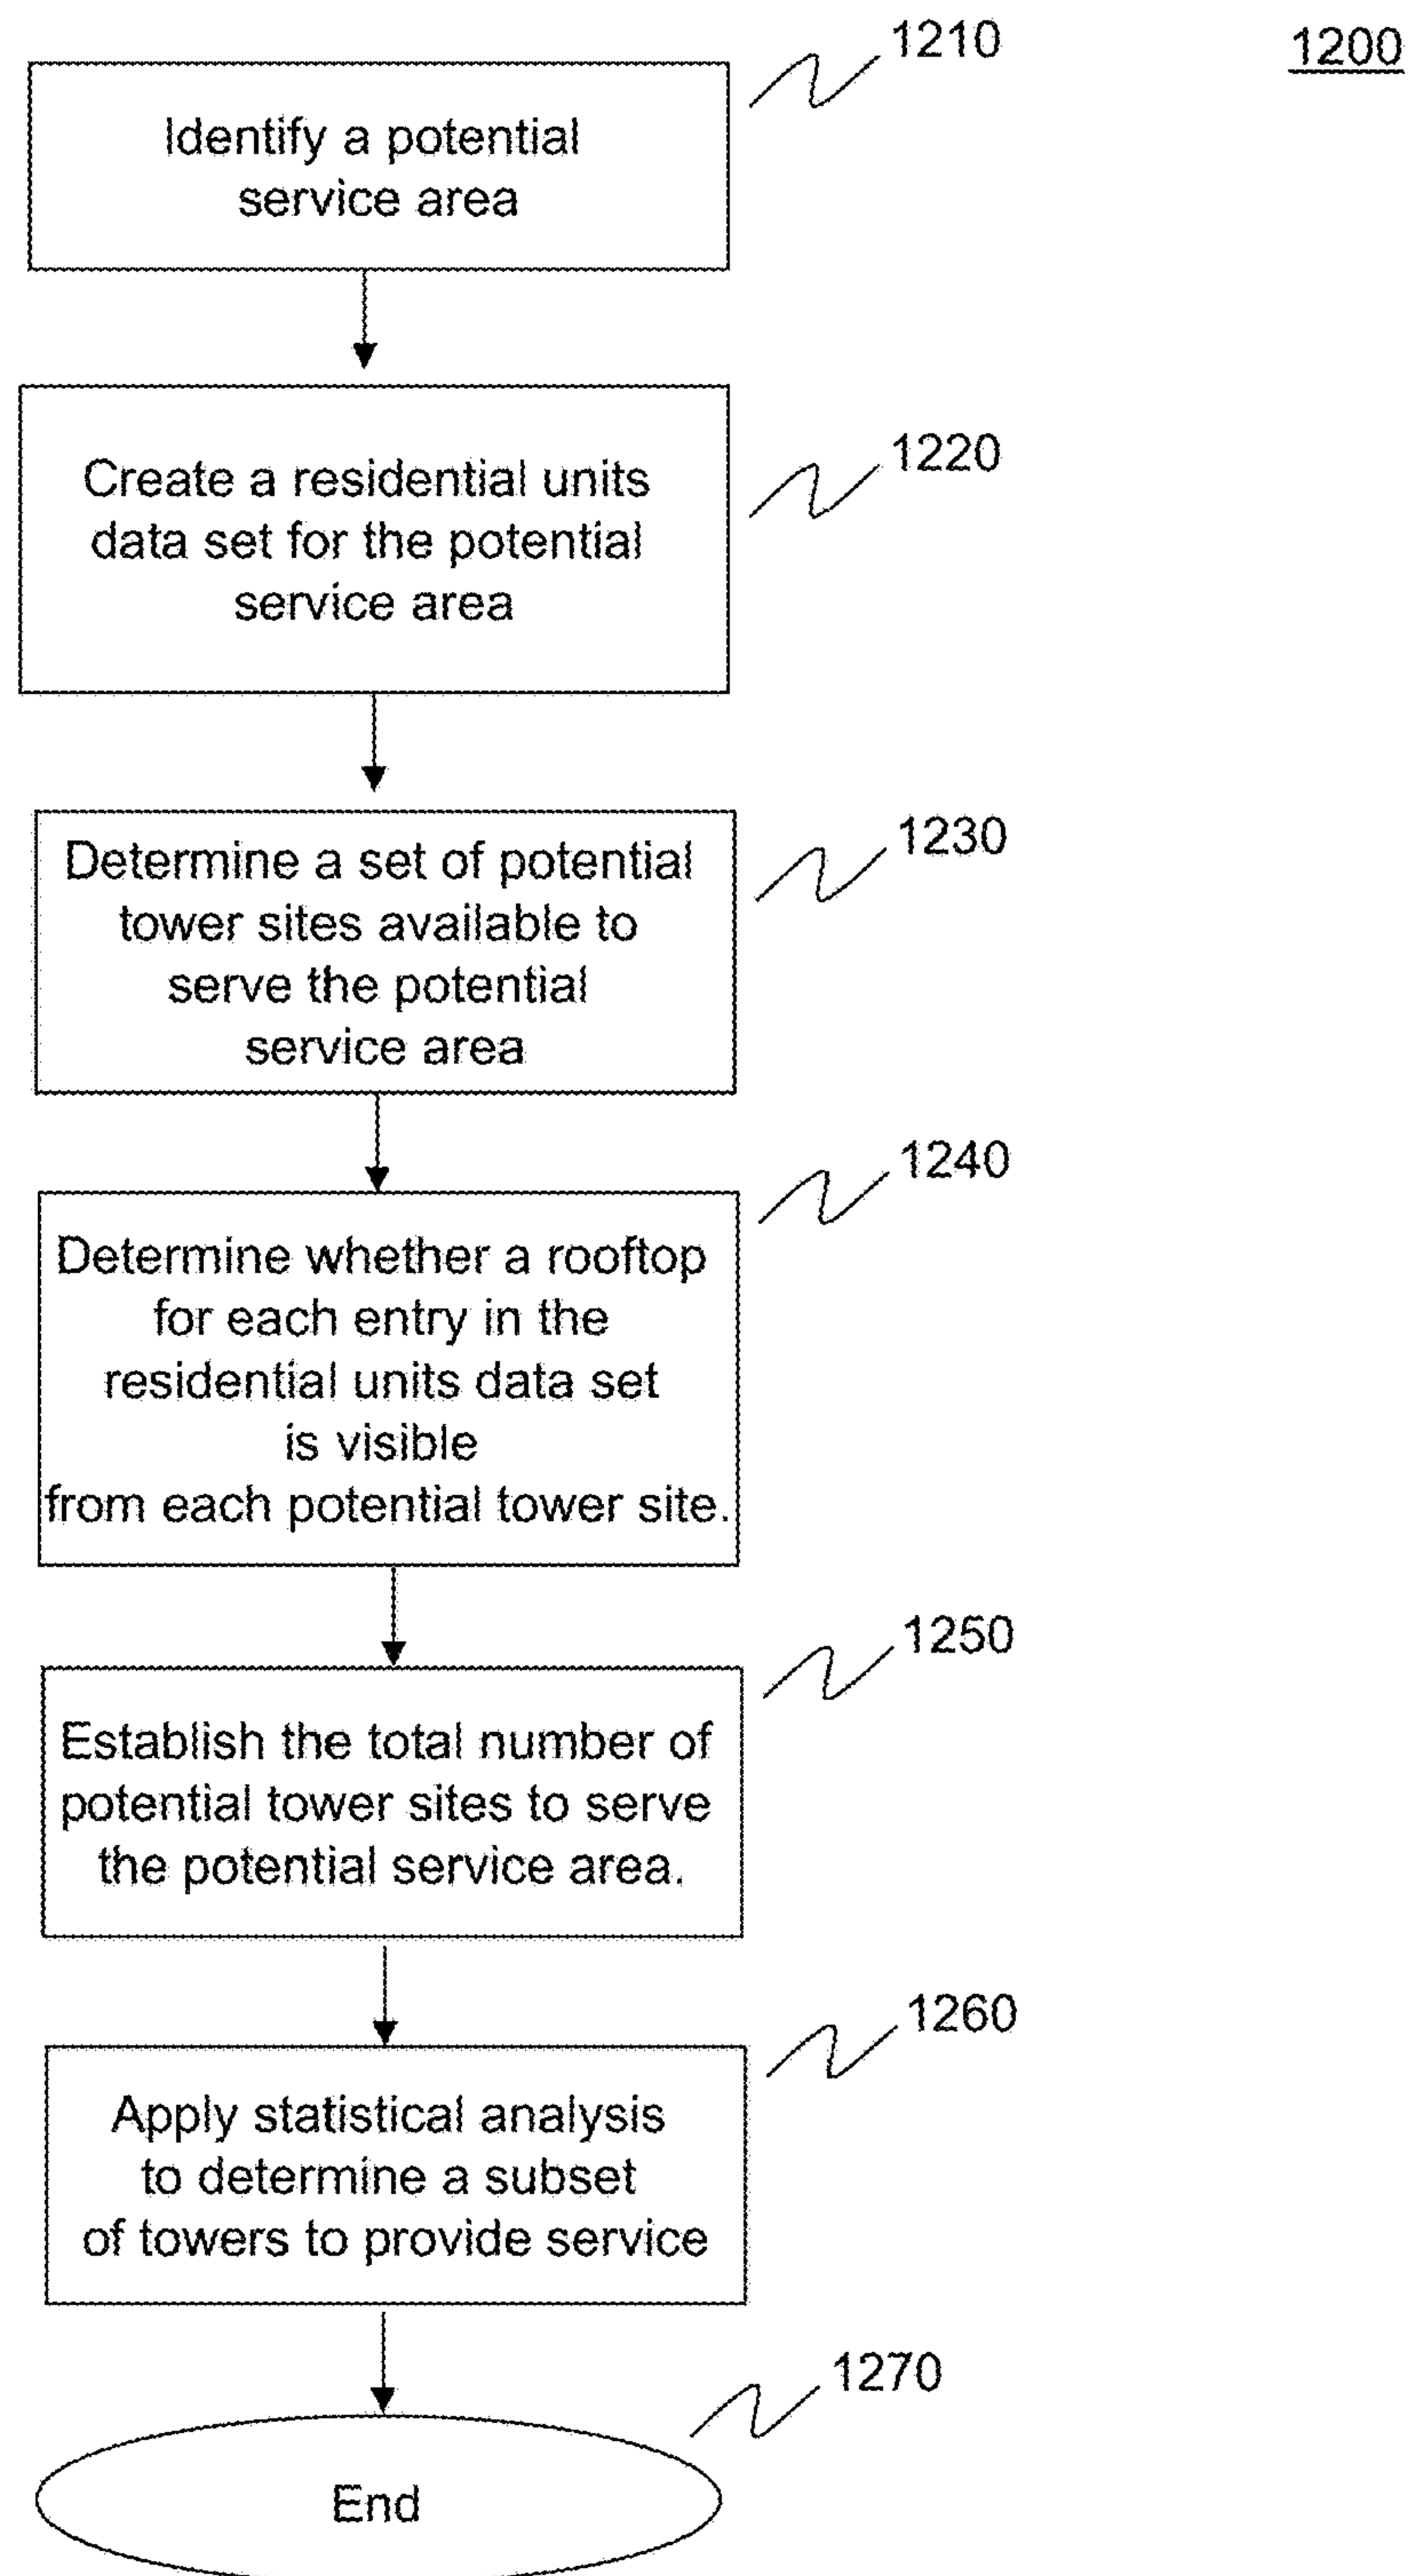 1200
1210
Identify a potential
service area
1220
Create a residential units
data set for the potential
service area
1230
Determine a set of potential
tower sites available to
serve the potential
service area
1240
Determine whether a rooftop
for each entry in the
residential units data set
is visible
from each potential tower site.
1250
Establish the total number of
potential tower sites to serve
the potential service area.
1260
Apply statistical analysis
to determine a subset
of towers to provide service
1270
End